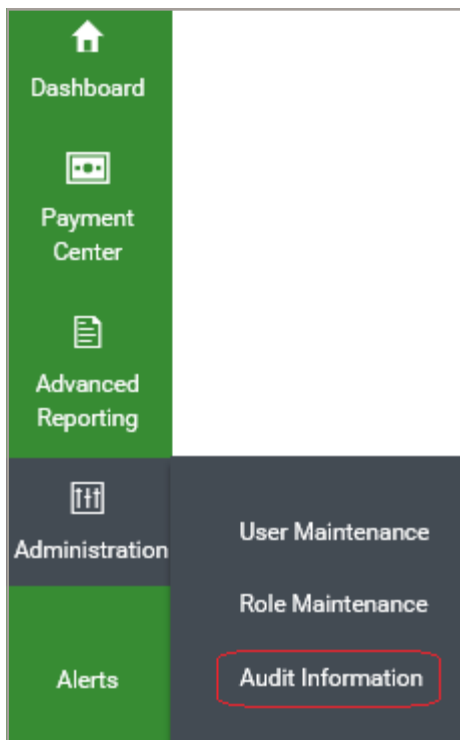 Dashboard
Payment
Center
Advanced
Reporting
Administration
User Maintenance
Role Maintenance
Audit Information
Alerts